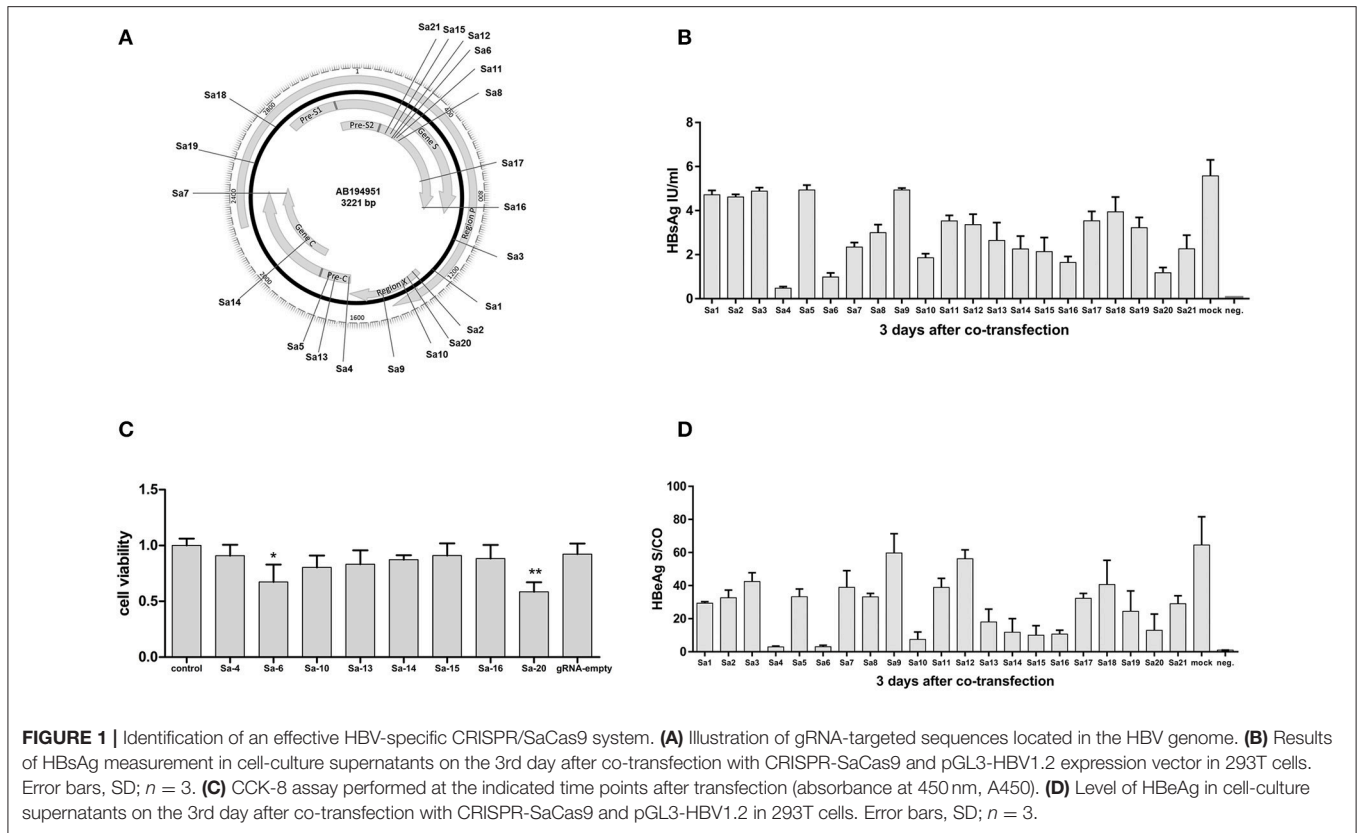 A
Sa21
Sa15
Sa12
Sa6
Sa11
Sa8
Sa18
Sa19
Sa7
Sa17
Sa16
Sa3
Sa1
Sa2
Sa20
Sa10
Sa9
Sa4
Sa13
Sa5
Sa14
1
400
800
1200
1600
2400
2800
Pre-S1
Pre-S2
Gene S
Region P
Region X
Pre-C
Gene C
AB194951
3221 bp
B
HBsAg IU/ml
8
6
4
2
0
Sa1 Sa2 Sa3 Sa4 Sa5 Sa6 Sa7 Sa8 Sa9 Sa10 Sa11 Sa12 Sa13 Sa14 Sa15 Sa16 Sa17 Sa18 Sa19 Sa20 Sa21 mock neg.
3 days after co-transfection
C
cell viability
1.5
1.0
0.5
0.0
*
**
control Sa-4 Sa-6 Sa-10 Sa-13 Sa-14 Sa-15 Sa-16 Sa-20 gRNA-empty
D
HBeAg S/CO
100
80
60
40
20
0
Sa1 Sa2 Sa3 Sa4 Sa5 Sa6 Sa7 Sa8 Sa9 Sa10 Sa11 Sa12 Sa13 Sa14 Sa15 Sa16 Sa17 Sa18 Sa19 Sa20 Sa21 mock neg.
3 days after co-transfection
FIGURE 1 | Identification of an effective HBV-specific CRISPR/SaCas9 system. (A) Illustration of gRNA-targeted sequences located in the HBV genome. (B) Results
of HBsAg measurement in cell-culture supernatants on the 3rd day after co-transfection with CRISPR-SaCas9 and pGL3-HBV1.2 expression vector in 293T cells.
Error bars, SD; n = 3. (C) CCK-8 assay performed at the indicated time points after transfection (absorbance at 450 nm, A450). (D) Level of HBeAg in cell-culture
supernatants on the 3rd day after co-transfection with CRISPR-SaCas9 and pGL3-HBV1.2 in 293T cells. Error bars, SD; n = 3.